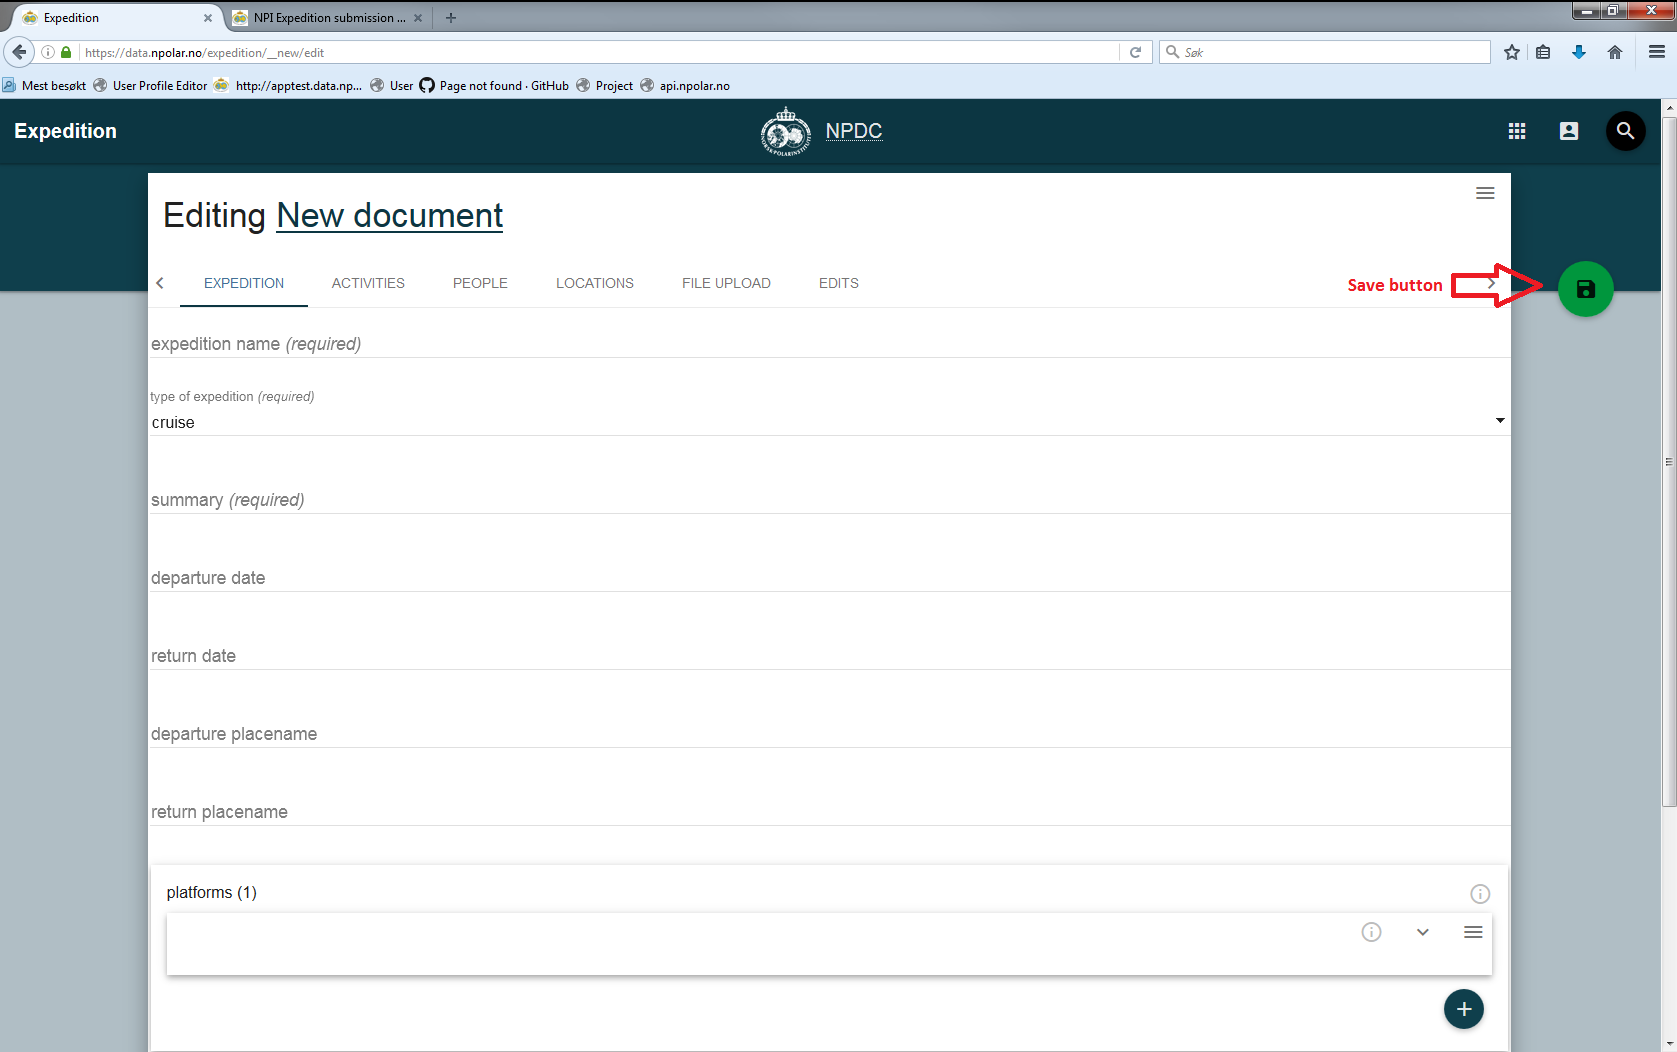 Expedition
NPI Expedition submission ...
https://data.npolar.no/expedition/__new/edit
Søk
Mest besøkt
User Profile Editor
http://apptest.data.np...
User
Page not found · GitHub
Project
api.npolar.no
Expedition
NPDC
Editing New document
EXPEDITION
ACTIVITIES
PEOPLE
LOCATIONS
FILE UPLOAD
EDITS
Save button
expedition name (required)
type of expedition (required)
cruise
summary (required)
departure date
return date
departure placename
return placename
platforms (1)